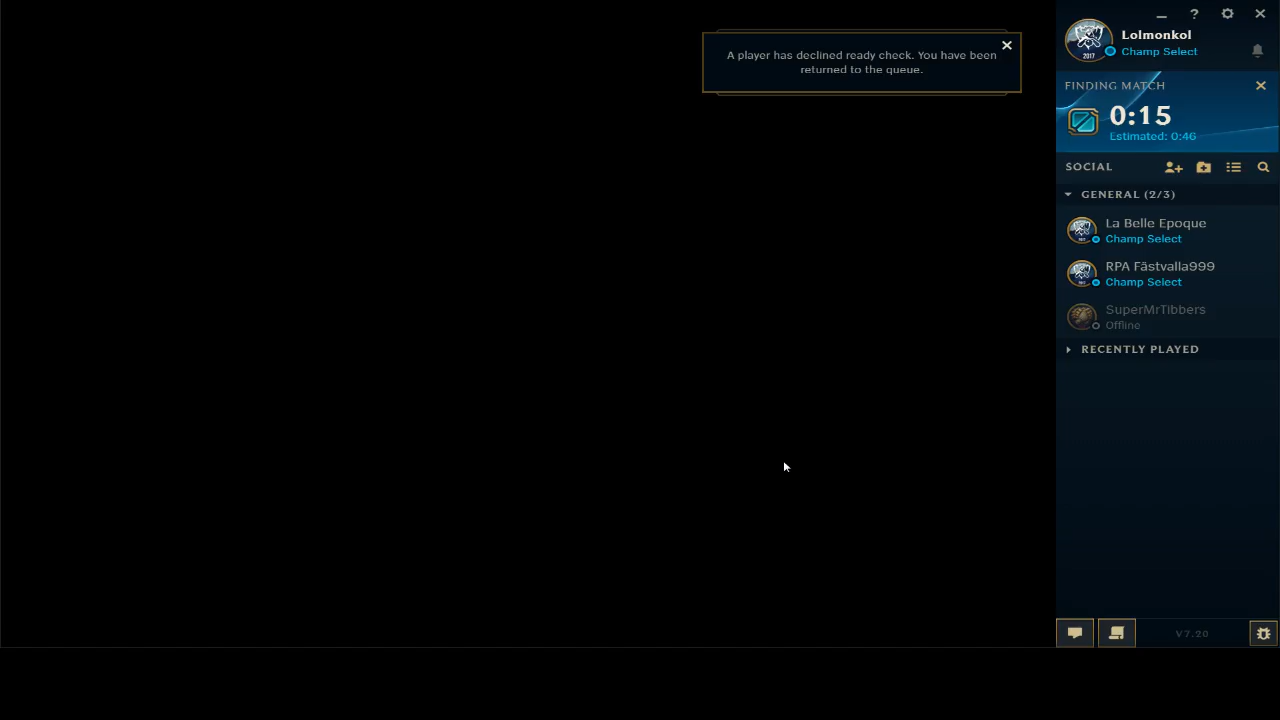 A player has declined ready check. You have been
returned to the queue.
Lolmonkol
Champ Select
2017
FINDING MATCH
0:15
Estimated: 0:46
SOCIAL
GENERAL (2/3)
La Belle Epoque
Champ Select
RPA Fästvalla999
Champ Select
SuperMrTibbers
Offline
RECENTLY PLAYED
V7.20